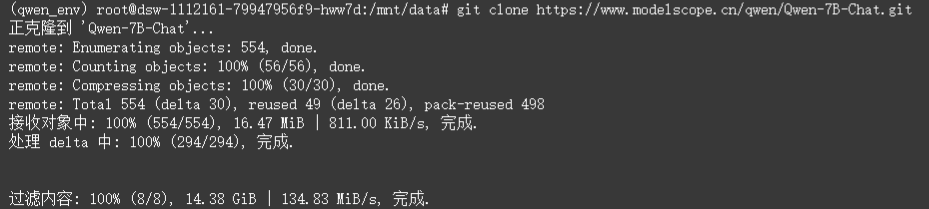 (qwen_env) root@dsw-1112161-79947956f9-hww7d:/mnt/data# git clone https://www.modelscope.cn/qwen/Qwen-7B-Chat.git
正克隆到 'Qwen-7B-Chat'...
remote: Enumerating objects: 554, done.
remote: Counting objects: 100% (56/56), done.
remote: Compressing objects: 100% (30/30), done.
remote: Total 554 (delta 30), reused 49 (delta 26), pack-reused 498
接收对象中: 100% (554/554), 16.47 MiB | 811.00 KiB/s, 完成.
处理 delta 中: 100% (294/294), 完成.
过滤内容: 100% (8/8), 14.38 GiB | 134.83 MiB/s, 完成.